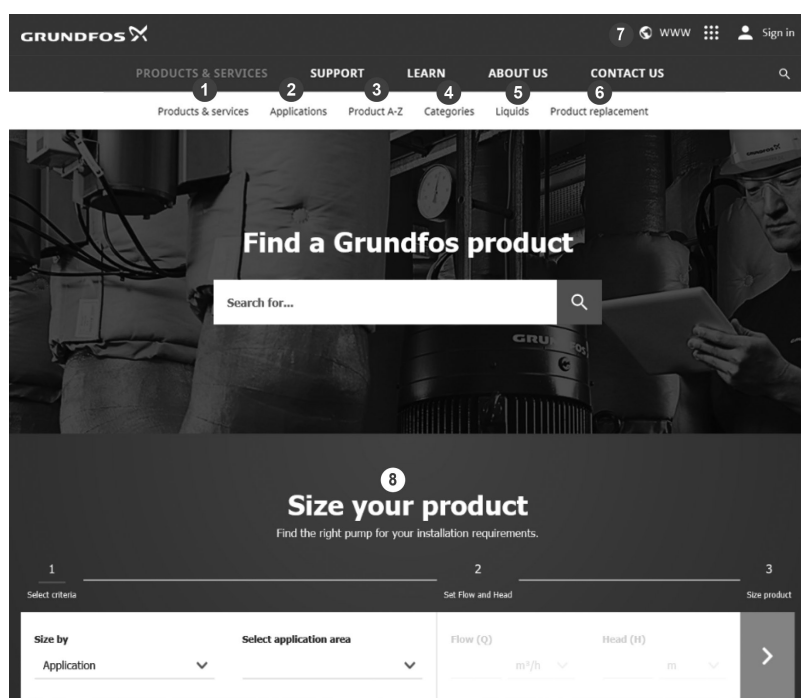 GRUNDFOS
7 WWW Sign in
PRODUCTS & SERVICES SUPPORT LEARN ABOUT US CONTACT US
1 2 3 4 5 6
Products & services Applications Product A-Z Categories Liquids Product replacement
Find a Grundfos product
Search for...
GRUNDFOS
8
Size your product
Find the right pump for your installation requirements.
1 2 3
Select criteria Set Flow and Head Size product
Size by Select application area Flow (Q) Head (H)
Application m³/h m